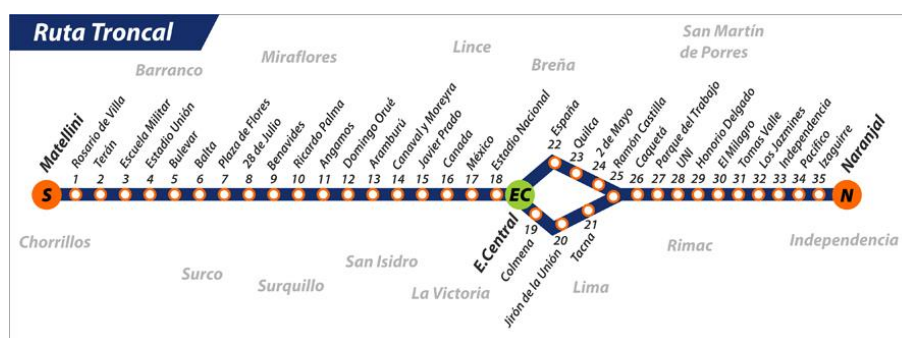 Ruta Troncal
Barranco
Miraflores
Lince
Breña
San Martín
de Porres
Matellini
Rosario de Villa
Terán
Escuela Militar
Estadio Unión
Bulevar
Balta
Plaza de Flores
28 de Julio
Benavides
Ricardo Palma
Angamos
Domingo Orué
Aramburú
Canaval y Moreyra
Javier Prado
Canada
México
Estadio Nacional
España
Quilca
2 de Mayo
Ramón Castilla
Caquetá
Parque del Trabajo
UNI
Honorio Delgado
El Milagro
Tomas Valle
Los Jazmines
Independencia
Pacífico
Izaguirre
Naranjal
22
23
24
1 2 3 4 5 6 7 8 9 10 11 12 13 14 15 16 17 18 25 26 27 28 29 30 31 32 33 34 35
S EC N
19
20
21
E.Central
Colmena
Jirón de la Unión
Tacna
Chorrillos
Surco
Surquillo
San Isidro
La Victoria
Lima
Rimac
Independencia